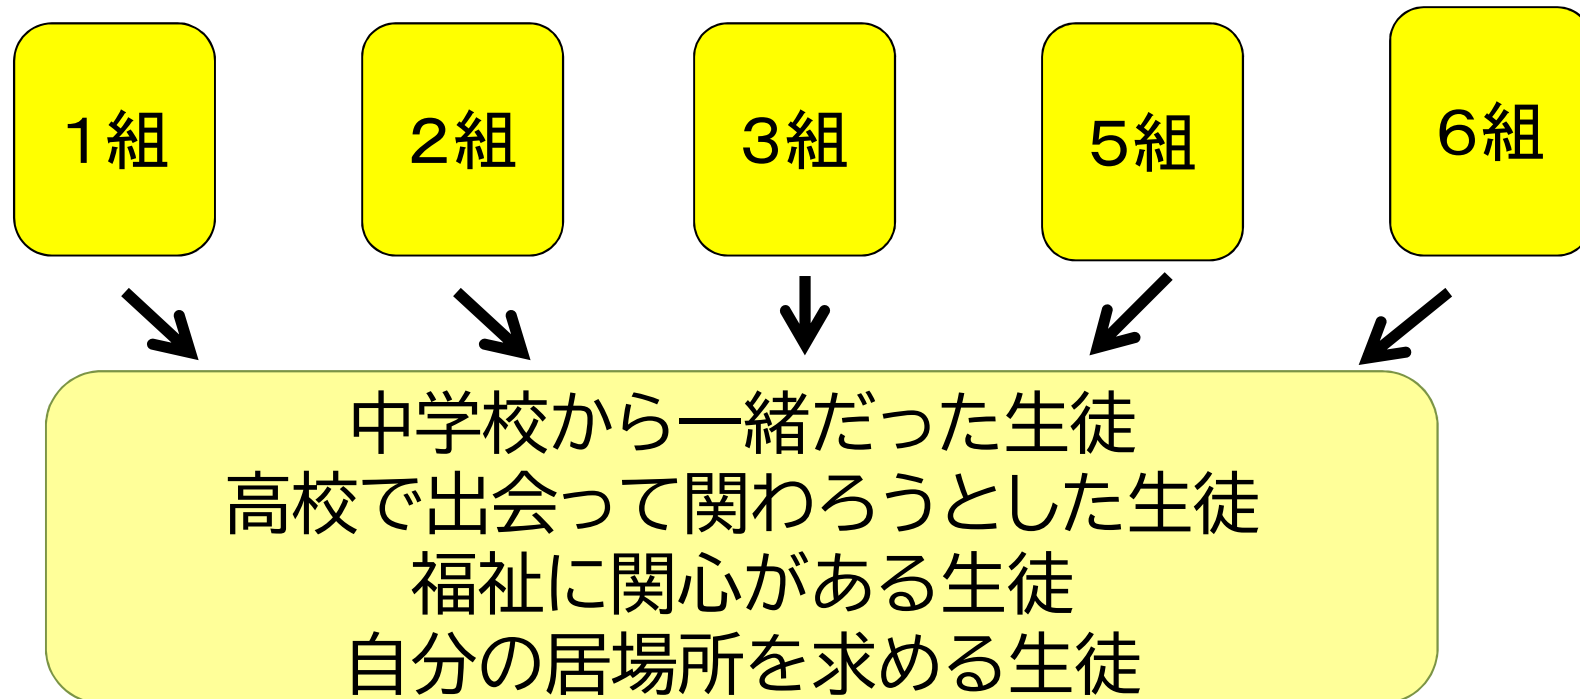 １組
２組
３組
５組
６組
中学校から一緒だった生徒
高校で出会って関わろうとした生徒
福祉に関心がある生徒
自分の居場所を求める生徒